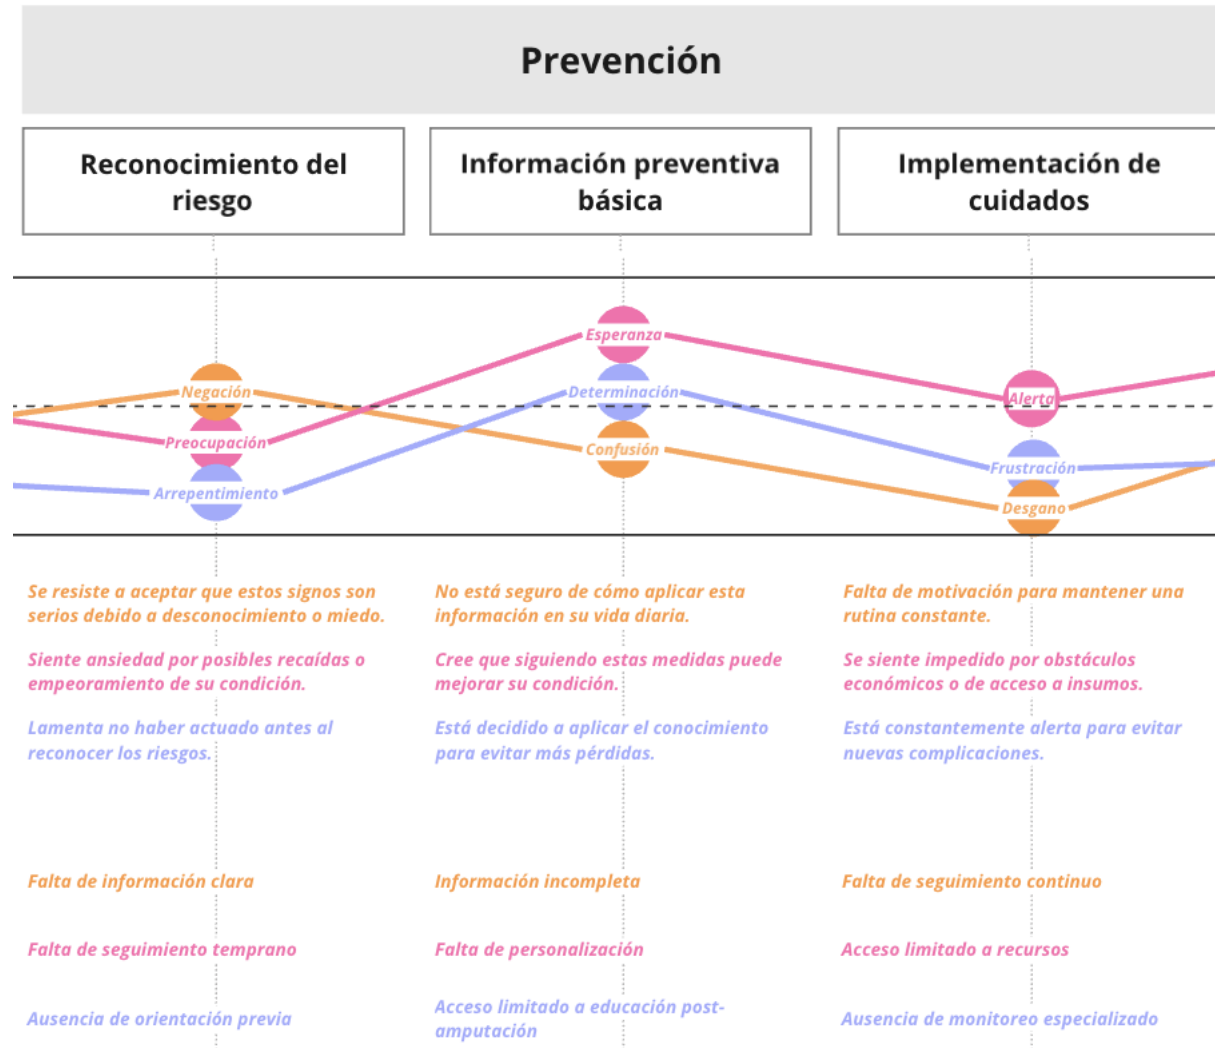 Prevención
Reconocimiento del
riesgo
Información preventiva
básica
Implementación de
cuidados
Esperanza
Negación
Determinación
Alerta
Preocupación
Confusión
Frustración
Arrepentimiento
Desgano
Se resiste a aceptar que estos signos son
serios debido a desconocimiento o miedo.
Siente ansiedad por posibles recaídas o
empeoramiento de su condición.
Lamenta no haber actuado antes al
reconocer los riesgos.
No está seguro de cómo aplicar esta
información en su vida diaria.
Cree que siguiendo estas medidas puede
mejorar su condición.
Está decidido a aplicar el conocimiento
para evitar más pérdidas.
Falta de motivación para mantener una
rutina constante.
Se siente impedido por obstáculos
económicos o de acceso a insumos.
Está constantemente alerta para evitar
nuevas complicaciones.
Falta de información clara
Información incompleta
Falta de seguimiento continuo
Falta de seguimiento temprano
Falta de personalización
Acceso limitado a recursos
Ausencia de orientación previa
Acceso limitado a educación post-
amputación
Ausencia de monitoreo especializado